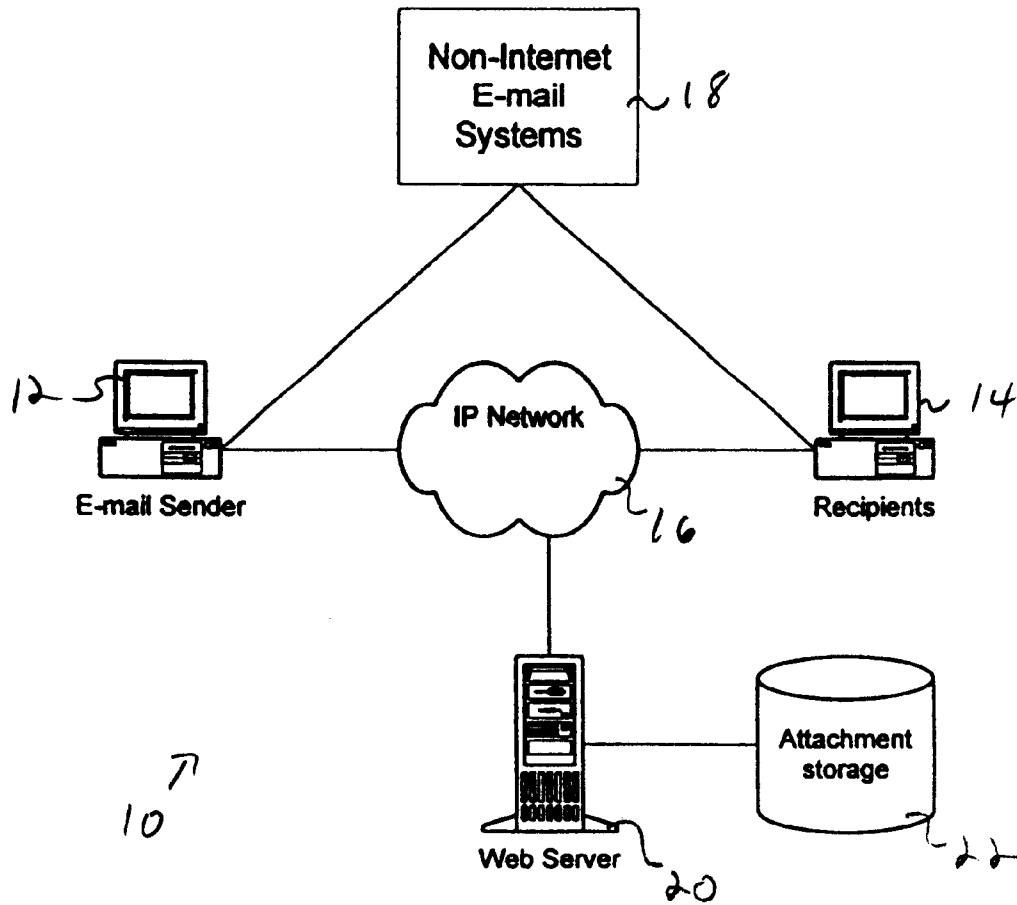 Non-Internet
E-mail
Systems
18
12
IP Network
14
E-mail Sender
16
Recipients
Attachment
storage
10
Web Server
20
22